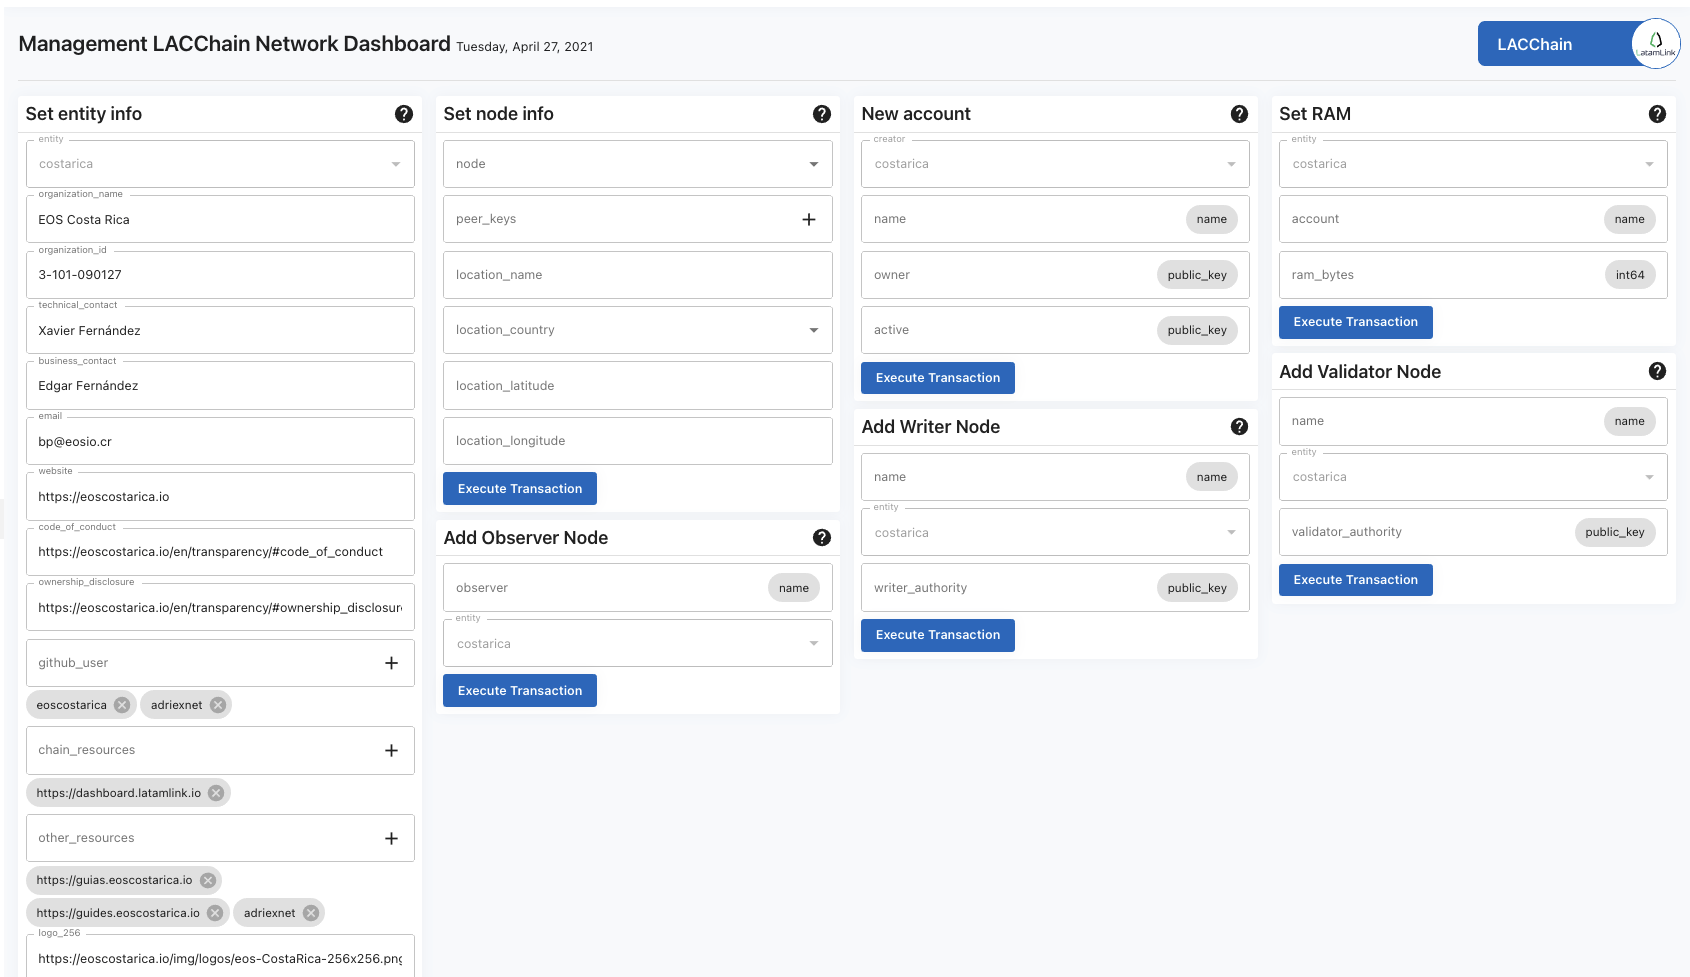 Management LACChain Network Dashboard Tuesday, April 27, 2021
LACChain
LatamLink
Set entity info
entity
costarica
organization_name
EOS Costa Rica
organization_id
3-101-090127
technical_contact
Xavier Fernández
business_contact
Edgar Fernández
email
bp@eosio.cr
website
https://eoscostarica.io
code_of_conduct
https://eoscostarica.io/en/transparency/#code_of_conduct
ownership_disclosure
https://eoscostarica.io/en/transparency/#ownership_disclosure
github_user
eoscostarica adriexnet
chain_resources
https://dashboard.latamlink.io
other_resources
https://guias.eoscostarica.io
https://guides.eoscostarica.io adriexnet
logo_256
https://eoscostarica.io/img/logos/eos-CostaRica-256x256.png
Set node info
node
peer_keys
location_name
location_country
location_latitude
location_longitude
Execute Transaction
Add Observer Node
observer name
entity
costarica
Execute Transaction
New account
creator
costarica
name name
owner public_key
active public_key
Execute Transaction
Add Writer Node
name name
entity
costarica
writer_authority public_key
Execute Transaction
Set RAM
entity
costarica
account name
ram_bytes int64
Execute Transaction
Add Validator Node
name name
entity
costarica
validator_authority public_key
Execute Transaction